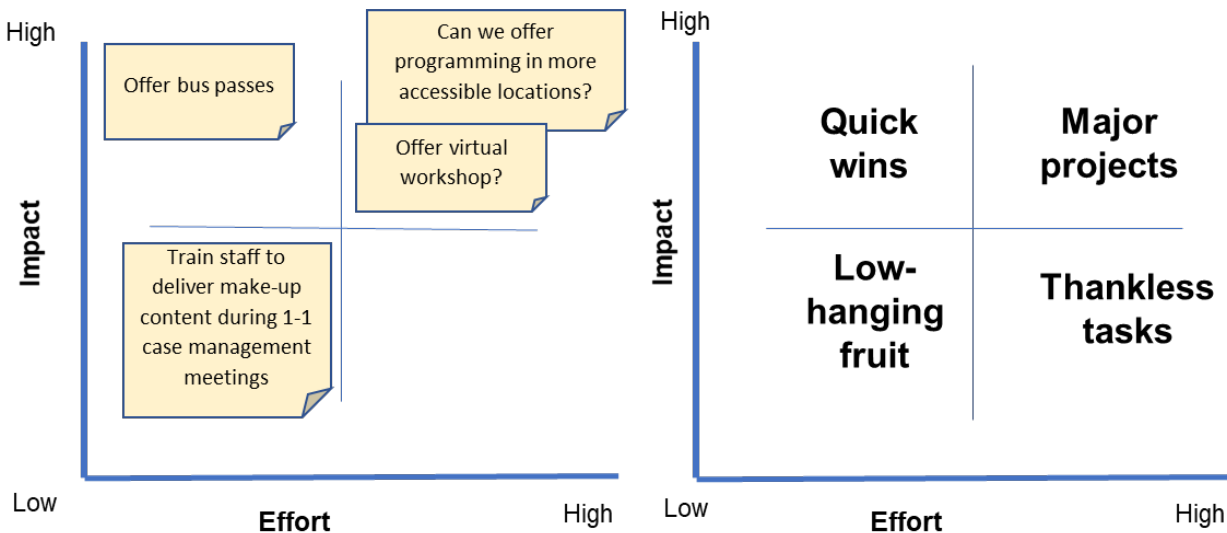 High
Offer bus passes
Can we offer
programming in more
accessible locations?
Offer virtual
workshop?
Impact
Train staff to
deliver make-up
content during 1-1
case management
meetings
Low
Effort
High
High
Quick
wins
Major
projects
Impact
Low-
hanging
fruit
Thankless
tasks
Low
Effort
High